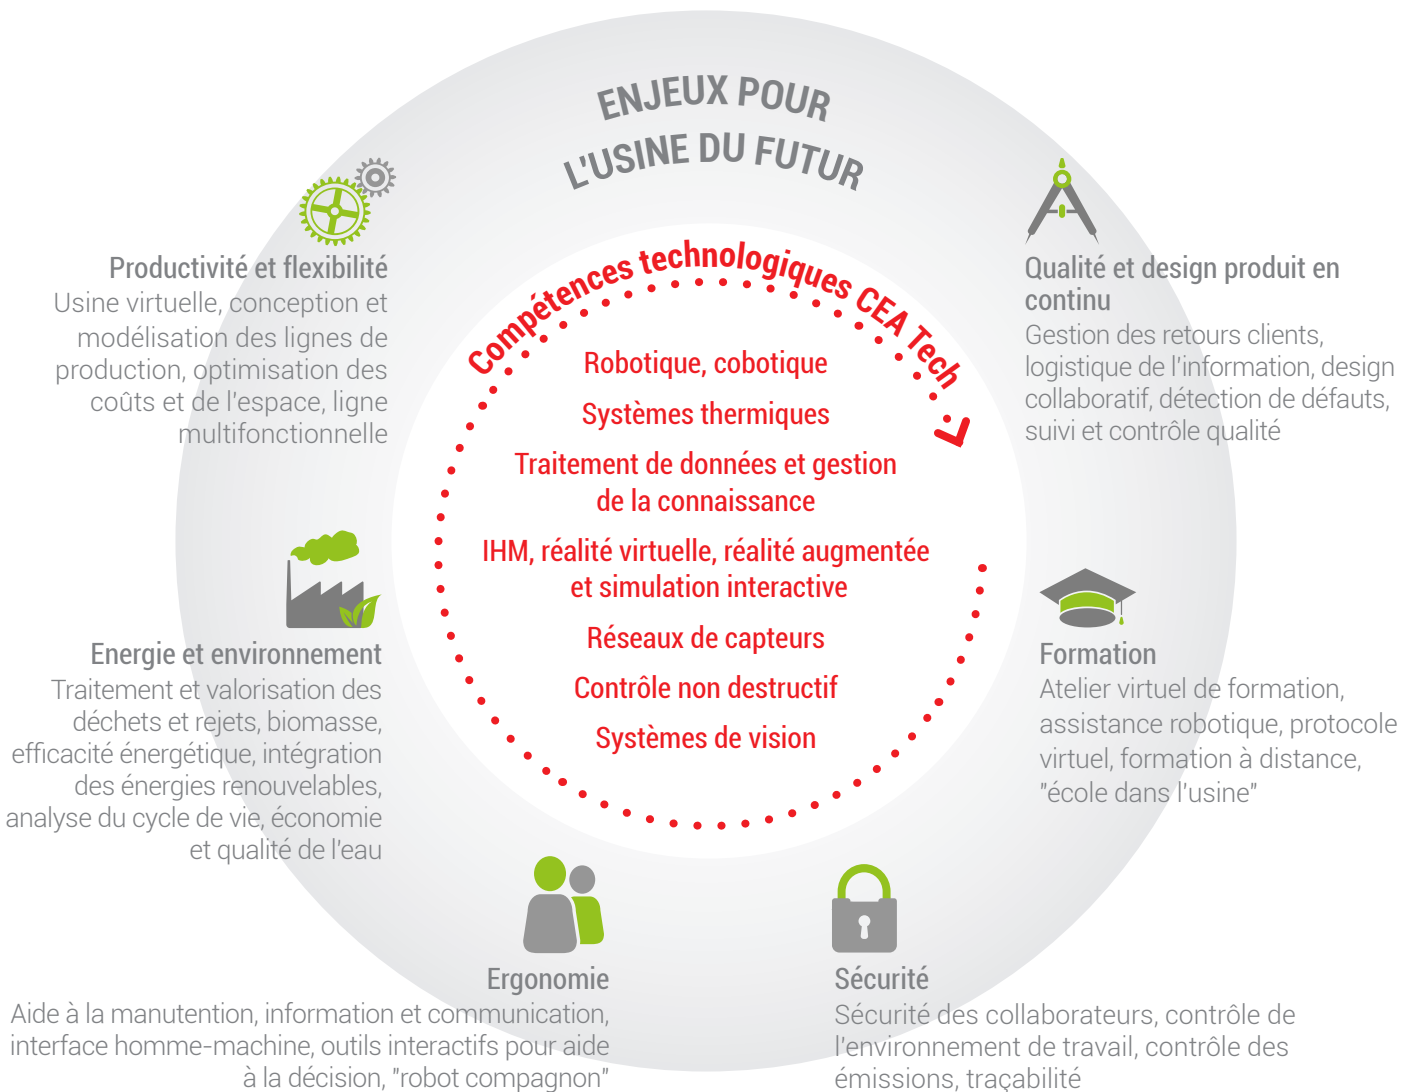 ENJEUX POUR
L'USINE DU FUTUR
Productivité et flexibilité
Usine virtuelle, conception et
modélisation des lignes de
production, optimisation des
coûts et de l'espace, ligne
multifonctionnelle
Qualité et design produit en
continu
Gestion des retours clients,
logistique de l'information, design
collaboratif, détection de défauts,
suivi et contrôle qualité
Compétences technologiques CEA Tech
Robotique, cobotique
Systèmes thermiques
Traitement de données et gestion
de la connaissance
IHM, réalité virtuelle, réalité augmentée
et simulation interactive
Réseaux de capteurs
Contrôle non destructif
Systèmes de vision
Energie et environnement
Traitement et valorisation des
déchets et rejets, biomasse,
efficacité énergétique, intégration
des énergies renouvelables,
analyse du cycle de vie, économie
et qualité de l'eau
Formation
Atelier virtuel de formation,
assistance robotique, protocole
virtuel, formation à distance,
"école dans l'usine"
Ergonomie
Aide à la manutention, information et communication,
interface homme-machine, outils interactifs pour aide
à la décision, "robot compagnon"
Sécurité
Sécurité des collaborateurs, contrôle de
l'environnement de travail, contrôle des
émissions, traçabilité